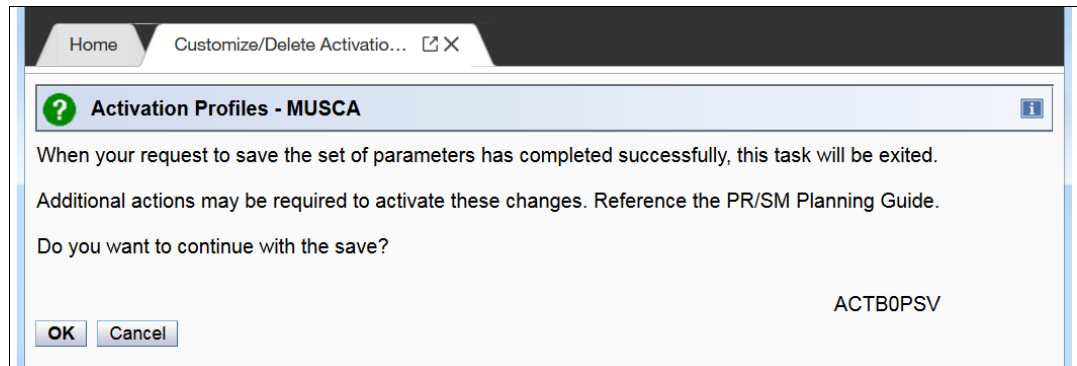 Home
Customize/Delete Activatio...
Activation Profiles - MUSCA
When your request to save the set of parameters has completed successfully, this task will be exited.
Additional actions may be required to activate these changes. Reference the PR/SM Planning Guide.
Do you want to continue with the save?
ACTB0PSV
OK Cancel